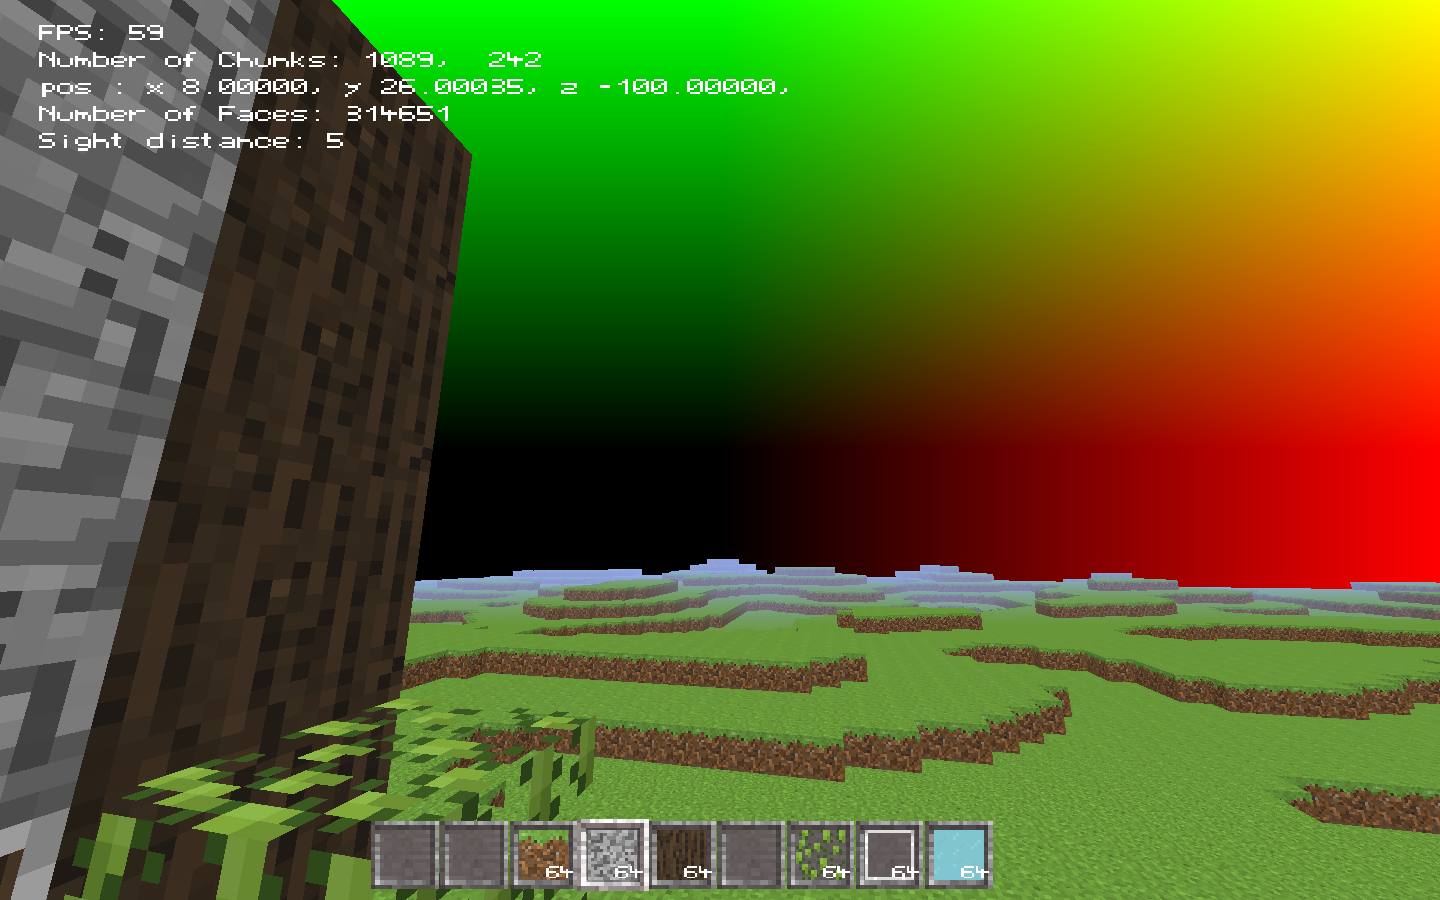 FPS: 59
Number of Chunks: 1089,  242
pos : x 8.00000, y 26.00035, z -100.00000,
Number of Faces: 314651
Sight distance: 5
64 64 64 64 64 64